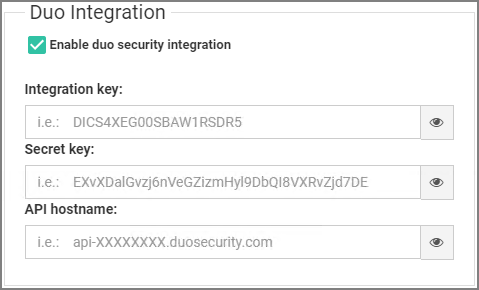 Duo Integration
Enable duo security integration
Integration key:
i.e.: DICS4XEG00SBAW1RSDR5
Secret key:
i.e.: EXvXDalGvzj6nVeGZizmHyl9DbQI8VXRvZjd7DE
API hostname:
i.e.: api-XXXXXXXX.duosecurity.com